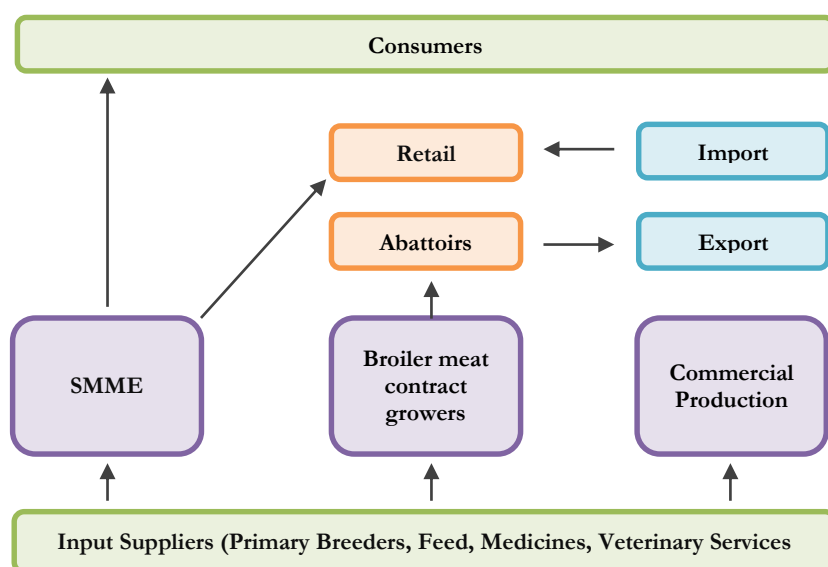 Consumers
Retail
Import
Abattoirs
Export
SMME
Broiler meat
contract
growers
Commercial
Production
Input Suppliers (Primary Breeders, Feed, Medicines, Veterinary Services